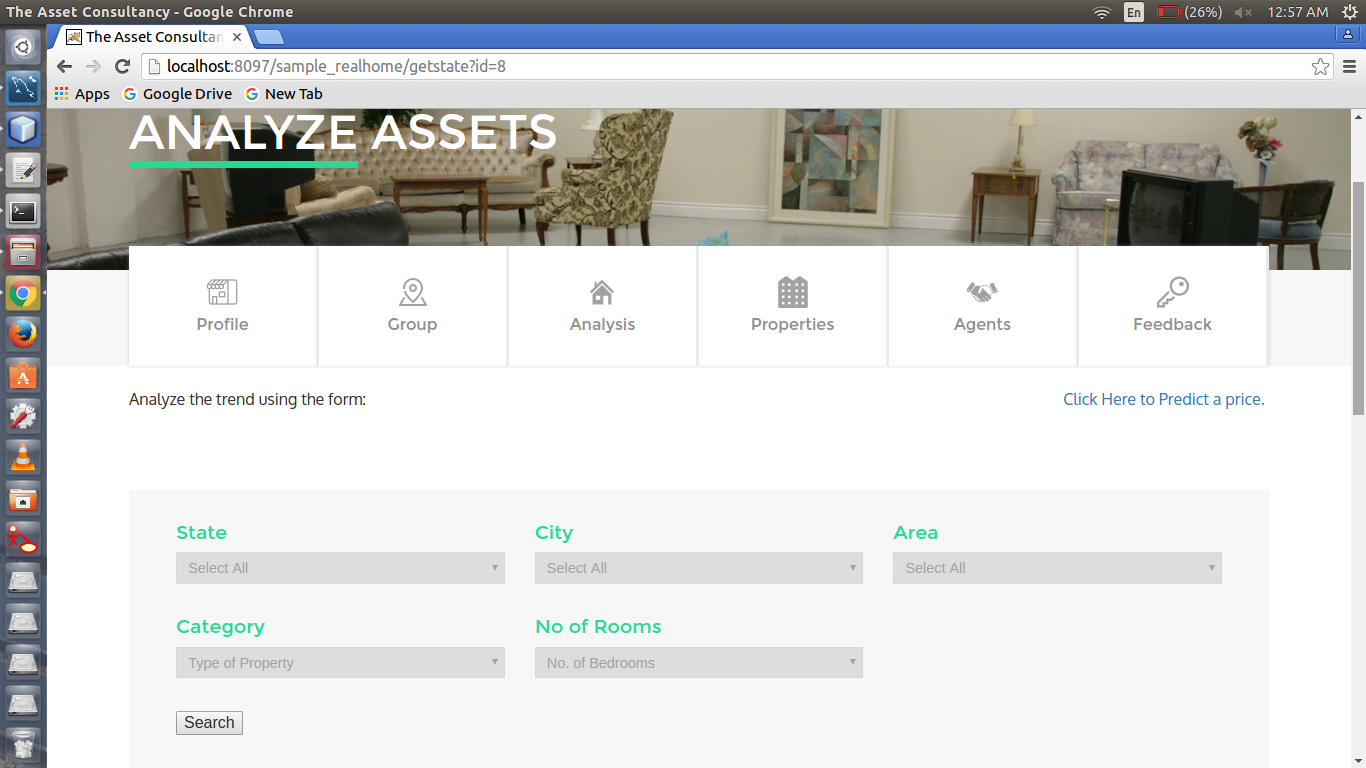 The Asset Consultancy - Google Chrome
En
(26%)
12:57 AM
The Asset Consultan
localhost:8097/sample_realhome/getstate?id=8
Apps
Google Drive
New Tab
ANALYZE ASSETS
Profile
Group
Analysis
Properties
Agents
Feedback
Analyze the trend using the form:
Click Here to Predict a price.
State
City
Area
Select All
Select All
Select All
Category
No of Rooms
Type of Property
No. of Bedrooms
Search